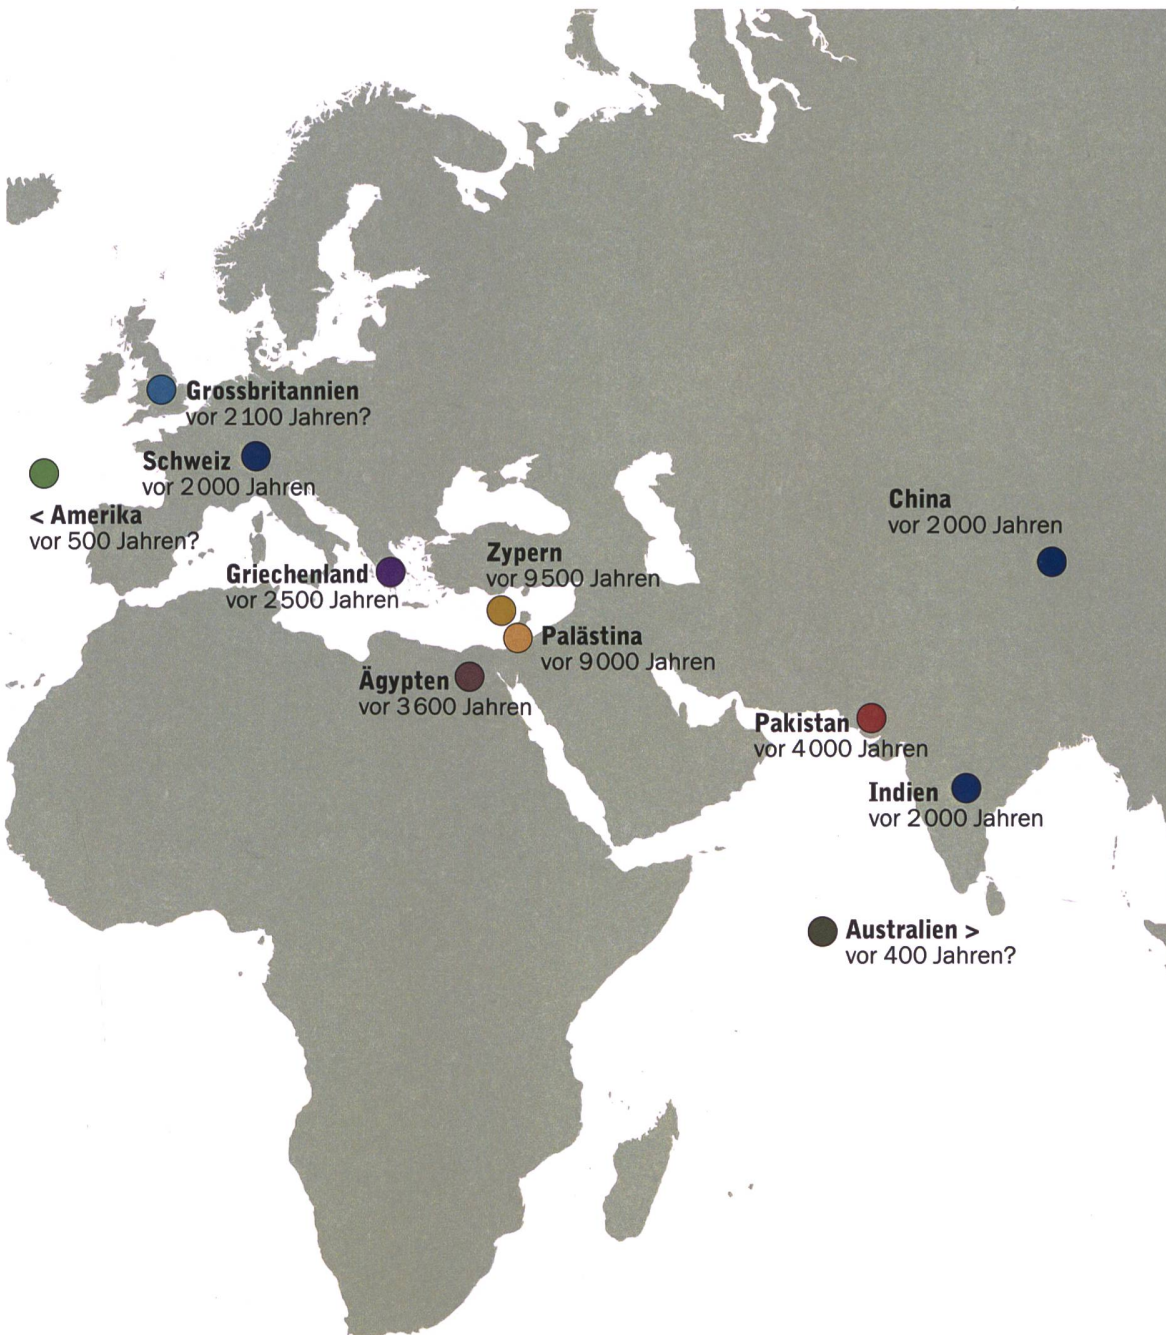 Grossbritannien
vor 2100 Jahren?
Schweiz
vor 2000 Jahren
< Amerika
vor 500 Jahren?
China
vor 2000 Jahren
Zypern
vor 9500 Jahren
Griechenland
vor 2500 Jahren
Palästina
vor 9000 Jahren
Ägypten
vor 3600 Jahren
Pakistan
vor 4000 Jahren
Indien
vor 2000 Jahren
Australien >
vor 400 Jahren?